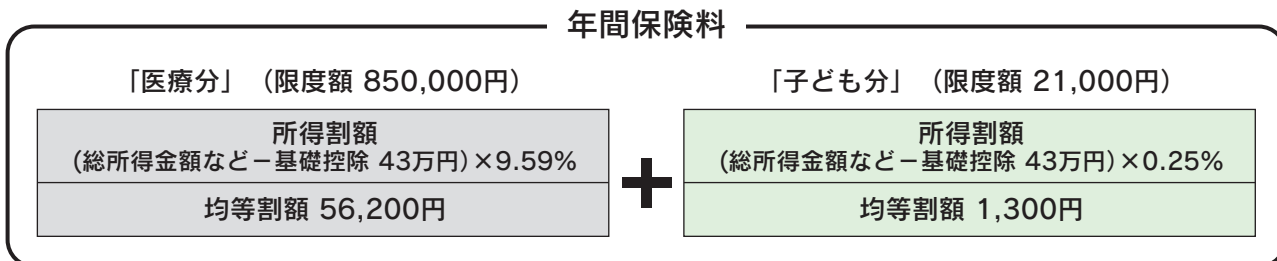 年間保険料
「医療分」（限度額 850,000円）
所得割額
(総所得金額など－基礎控除 43万円)×9.59%
均等割額 56,200円
+
「子ども分」（限度額 21,000円）
所得割額
(総所得金額など－基礎控除 43万円)×0.25%
均等割額 1,300円